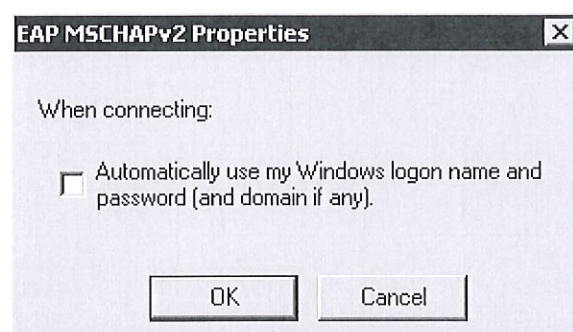 EAP MSCHAPv2 Properties
When connecting:
Automatically use my Windows logon name and
password (and domain if any).
OK
Cancel